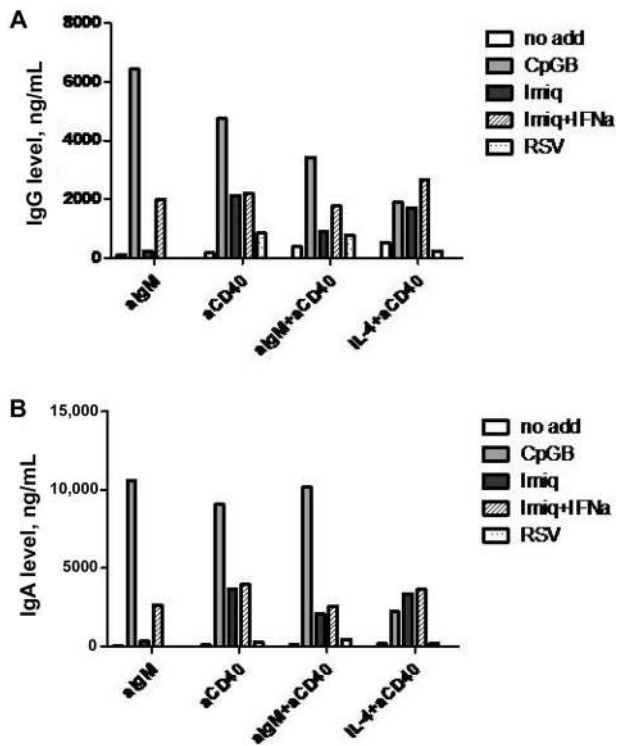 A
IgG level, ng/mL
8000
6000
4000
2000
0
aIgM
aCD40
aIgM+aCD40
IL-4+aCD40
no add
CpGB
Imiq
Imiq+IFNa
RSV
B
IgA level, ng/mL
15,000
10,000
5000
0
aIgM
aCD40
aIgM+aCD40
IL-4+aCD40
no add
CpGB
Imiq
Imiq+IFNa
RSV